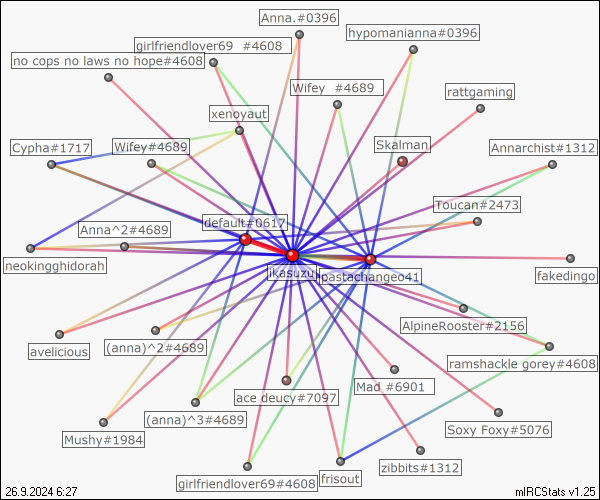 Anna.#0396
hypomanianna#0396
girlfriendlover69 #4608
no cops no laws no hope#4608
Wifey #4689
rattgaming
xenoyaut
Cypha#1717
Wifey#4689
Skalman
Annarchist#1312
Toucan#2473
default#0617
Anna^2#4689
neokingghidorah
ikasuzu
pastachangeo41
fakedingo
AlpineRooster#2156
avelicious
(anna)^2#4689
ramshackle gorey#4608
ace deucy#7097
Mad #6901
(anna)^3#4689
Soxy Foxy#5076
Mushy#1984
zibbits#1312
girlfriendlover69#4608
frisout
26.9.2024 6:27
mIRCStats v1.25